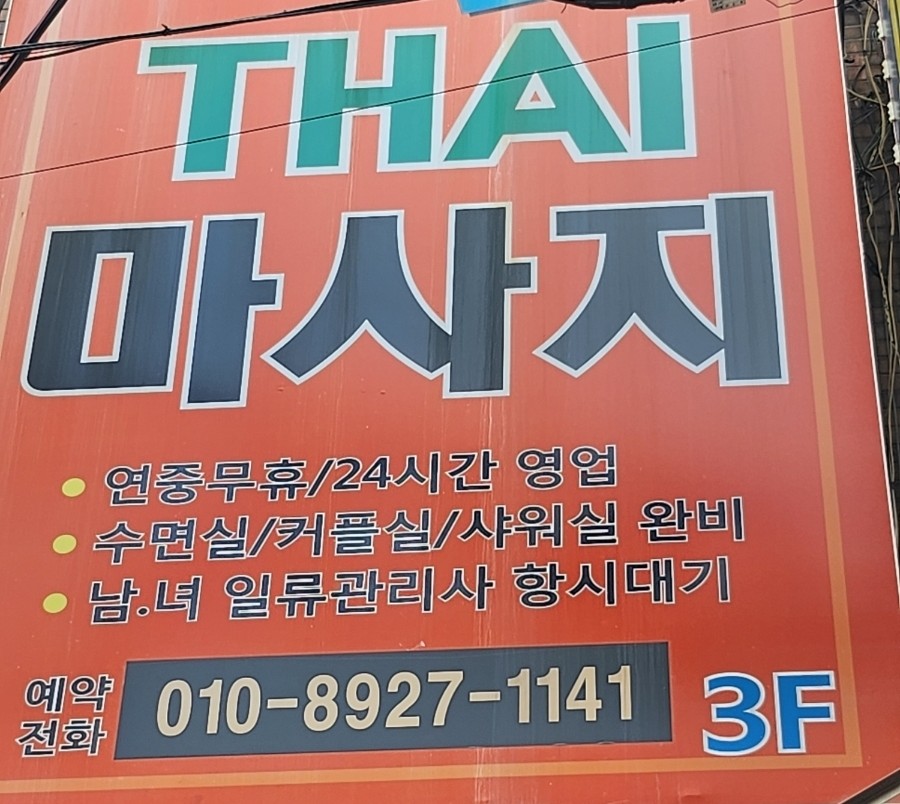 THAI
마사지
연중무휴/24시간 영업
수면실/커플실/샤워실 완비
남.녀 일류관리사 항시대기
예약
전화
010-8927-1141
3F